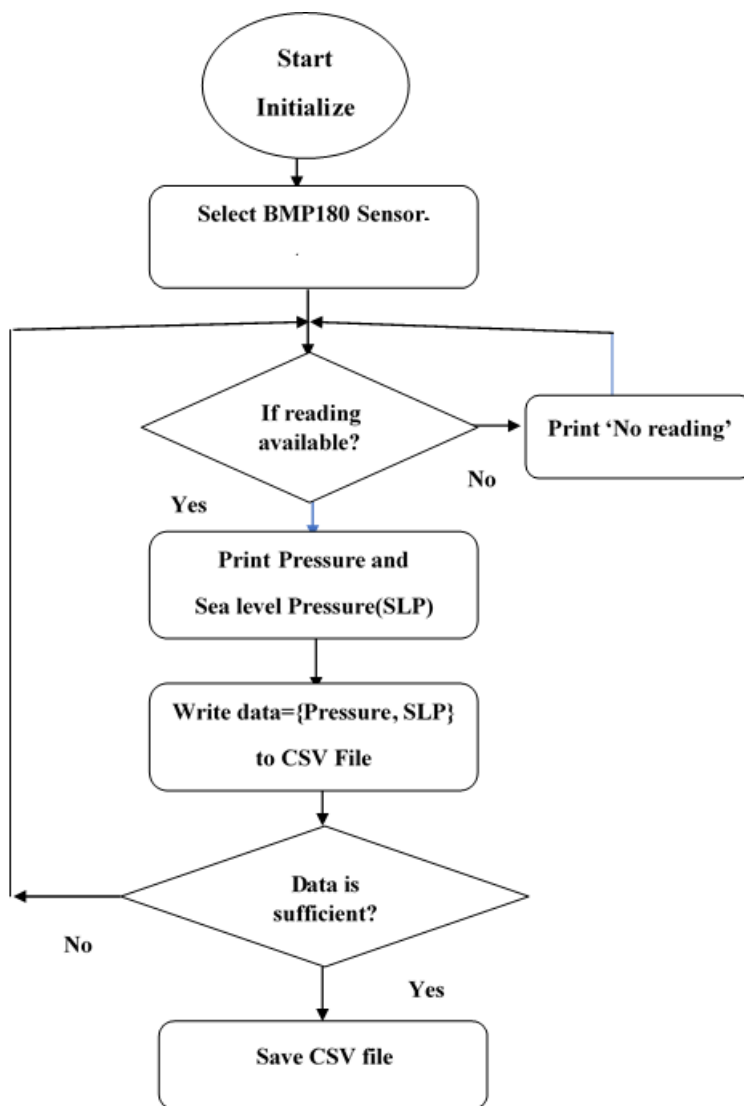 Start
Initialize
Select BMP180 Sensor.
If reading
available?
Print ‘No reading’
No
Yes
Print Pressure and
Sea level Pressure(SLP)
Write data={Pressure, SLP}
to CSV File
Data is
sufficient?
No
Yes
Save CSV file